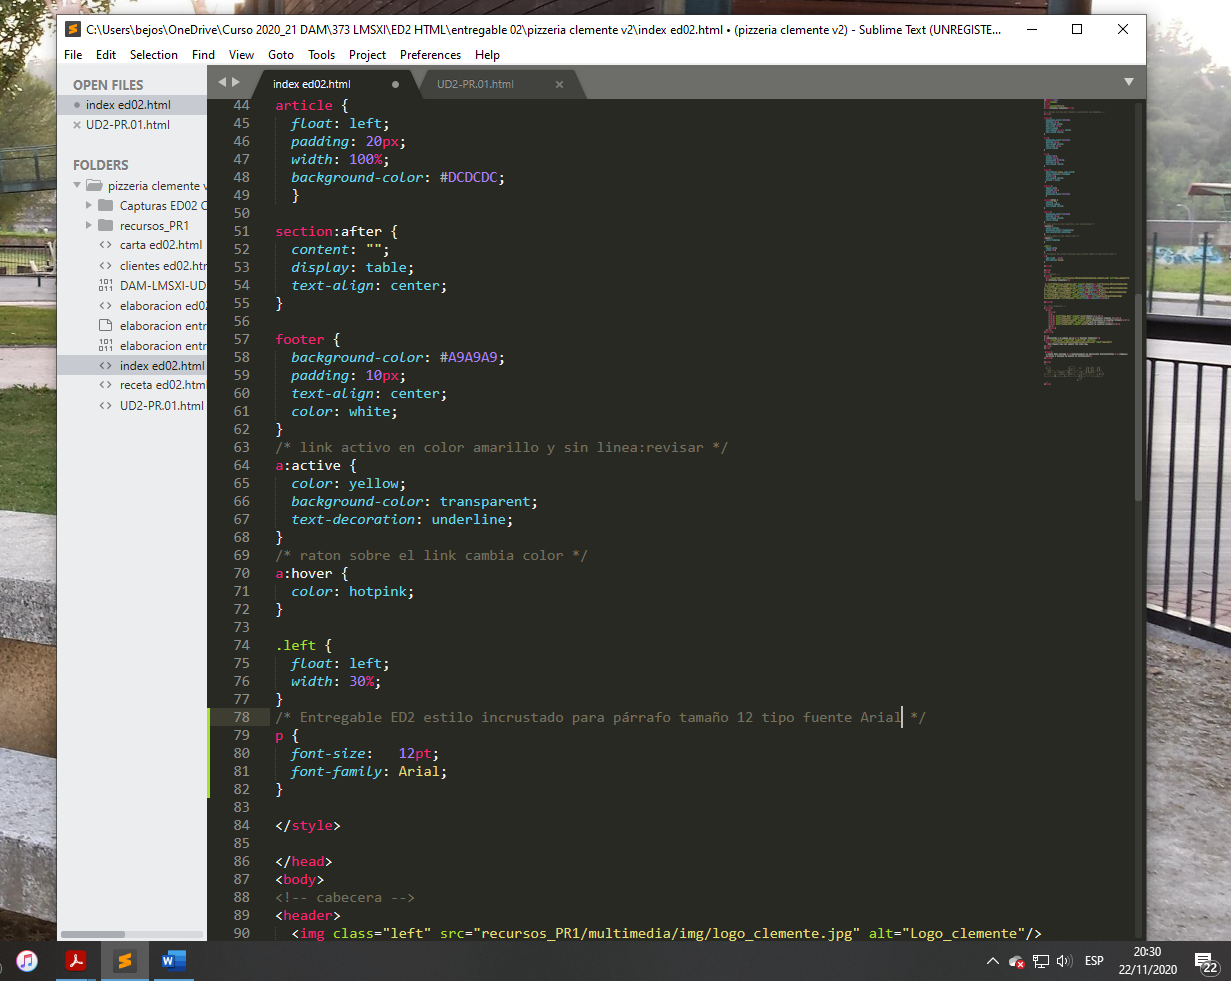 C:\Users\bejos\OneDrive\Curso 2020_21 DAM\373 LMSXI\ED2 HTML\entregable 02\pizzeria clemente v2\index ed02.html • (pizzeria clemente v2) - Sublime Text (UNREGISTE...
File Edit Selection Find View Goto Tools Project Preferences Help
OPEN FILES
index ed02.html
UD2-PR.01.html
FOLDERS
pizzeria clemente v
Capturas ED02 C
recursos_PR1
carta ed02.html
clientes ed02.htm
DAM-LMSXI-UD
elaboracion ed02
elaboracion entr
elaboracion entr
index ed02.html
receta ed02.html
UD2-PR.01.html
index ed02.html UD2-PR.01.html
44 article {
45 float: left;
46 padding: 20px;
47 width: 100%;
48 background-color: #DCDCDC;
49 }
50
51 section:after {
52 content: "";
53 display: table;
54 text-align: center;
55 }
56
57 footer {
58 background-color: #A9A9A9;
59 padding: 10px;
60 text-align: center;
61 color: white;
62 }
63 /* link activo en color amarillo y sin linea:revisar */
64 a:active {
65 color: yellow;
66 background-color: transparent;
67 text-decoration: underline;
68 }
69 /* raton sobre el link cambia color */
70 a:hover {
71 color: hotpink;
72 }
73
74 .left {
75 float: left;
76 width: 30%;
77 }
78 /* Entregable ED2 estilo incrustado para párrafo tamaño 12 tipo fuente Arial */
79 p {
80 font-size: 12pt;
81 font-family: Arial;
82 }
83
84 </style>
85
86 </head>
87 <body>
88 <!-- cabecera -->
89 <header>
90 <img class="left" src="recursos_PR1/multimedia/img/logo_clemente.jpg" alt="Logo_clemente"/>
ESP
20:30
22/11/2020
22